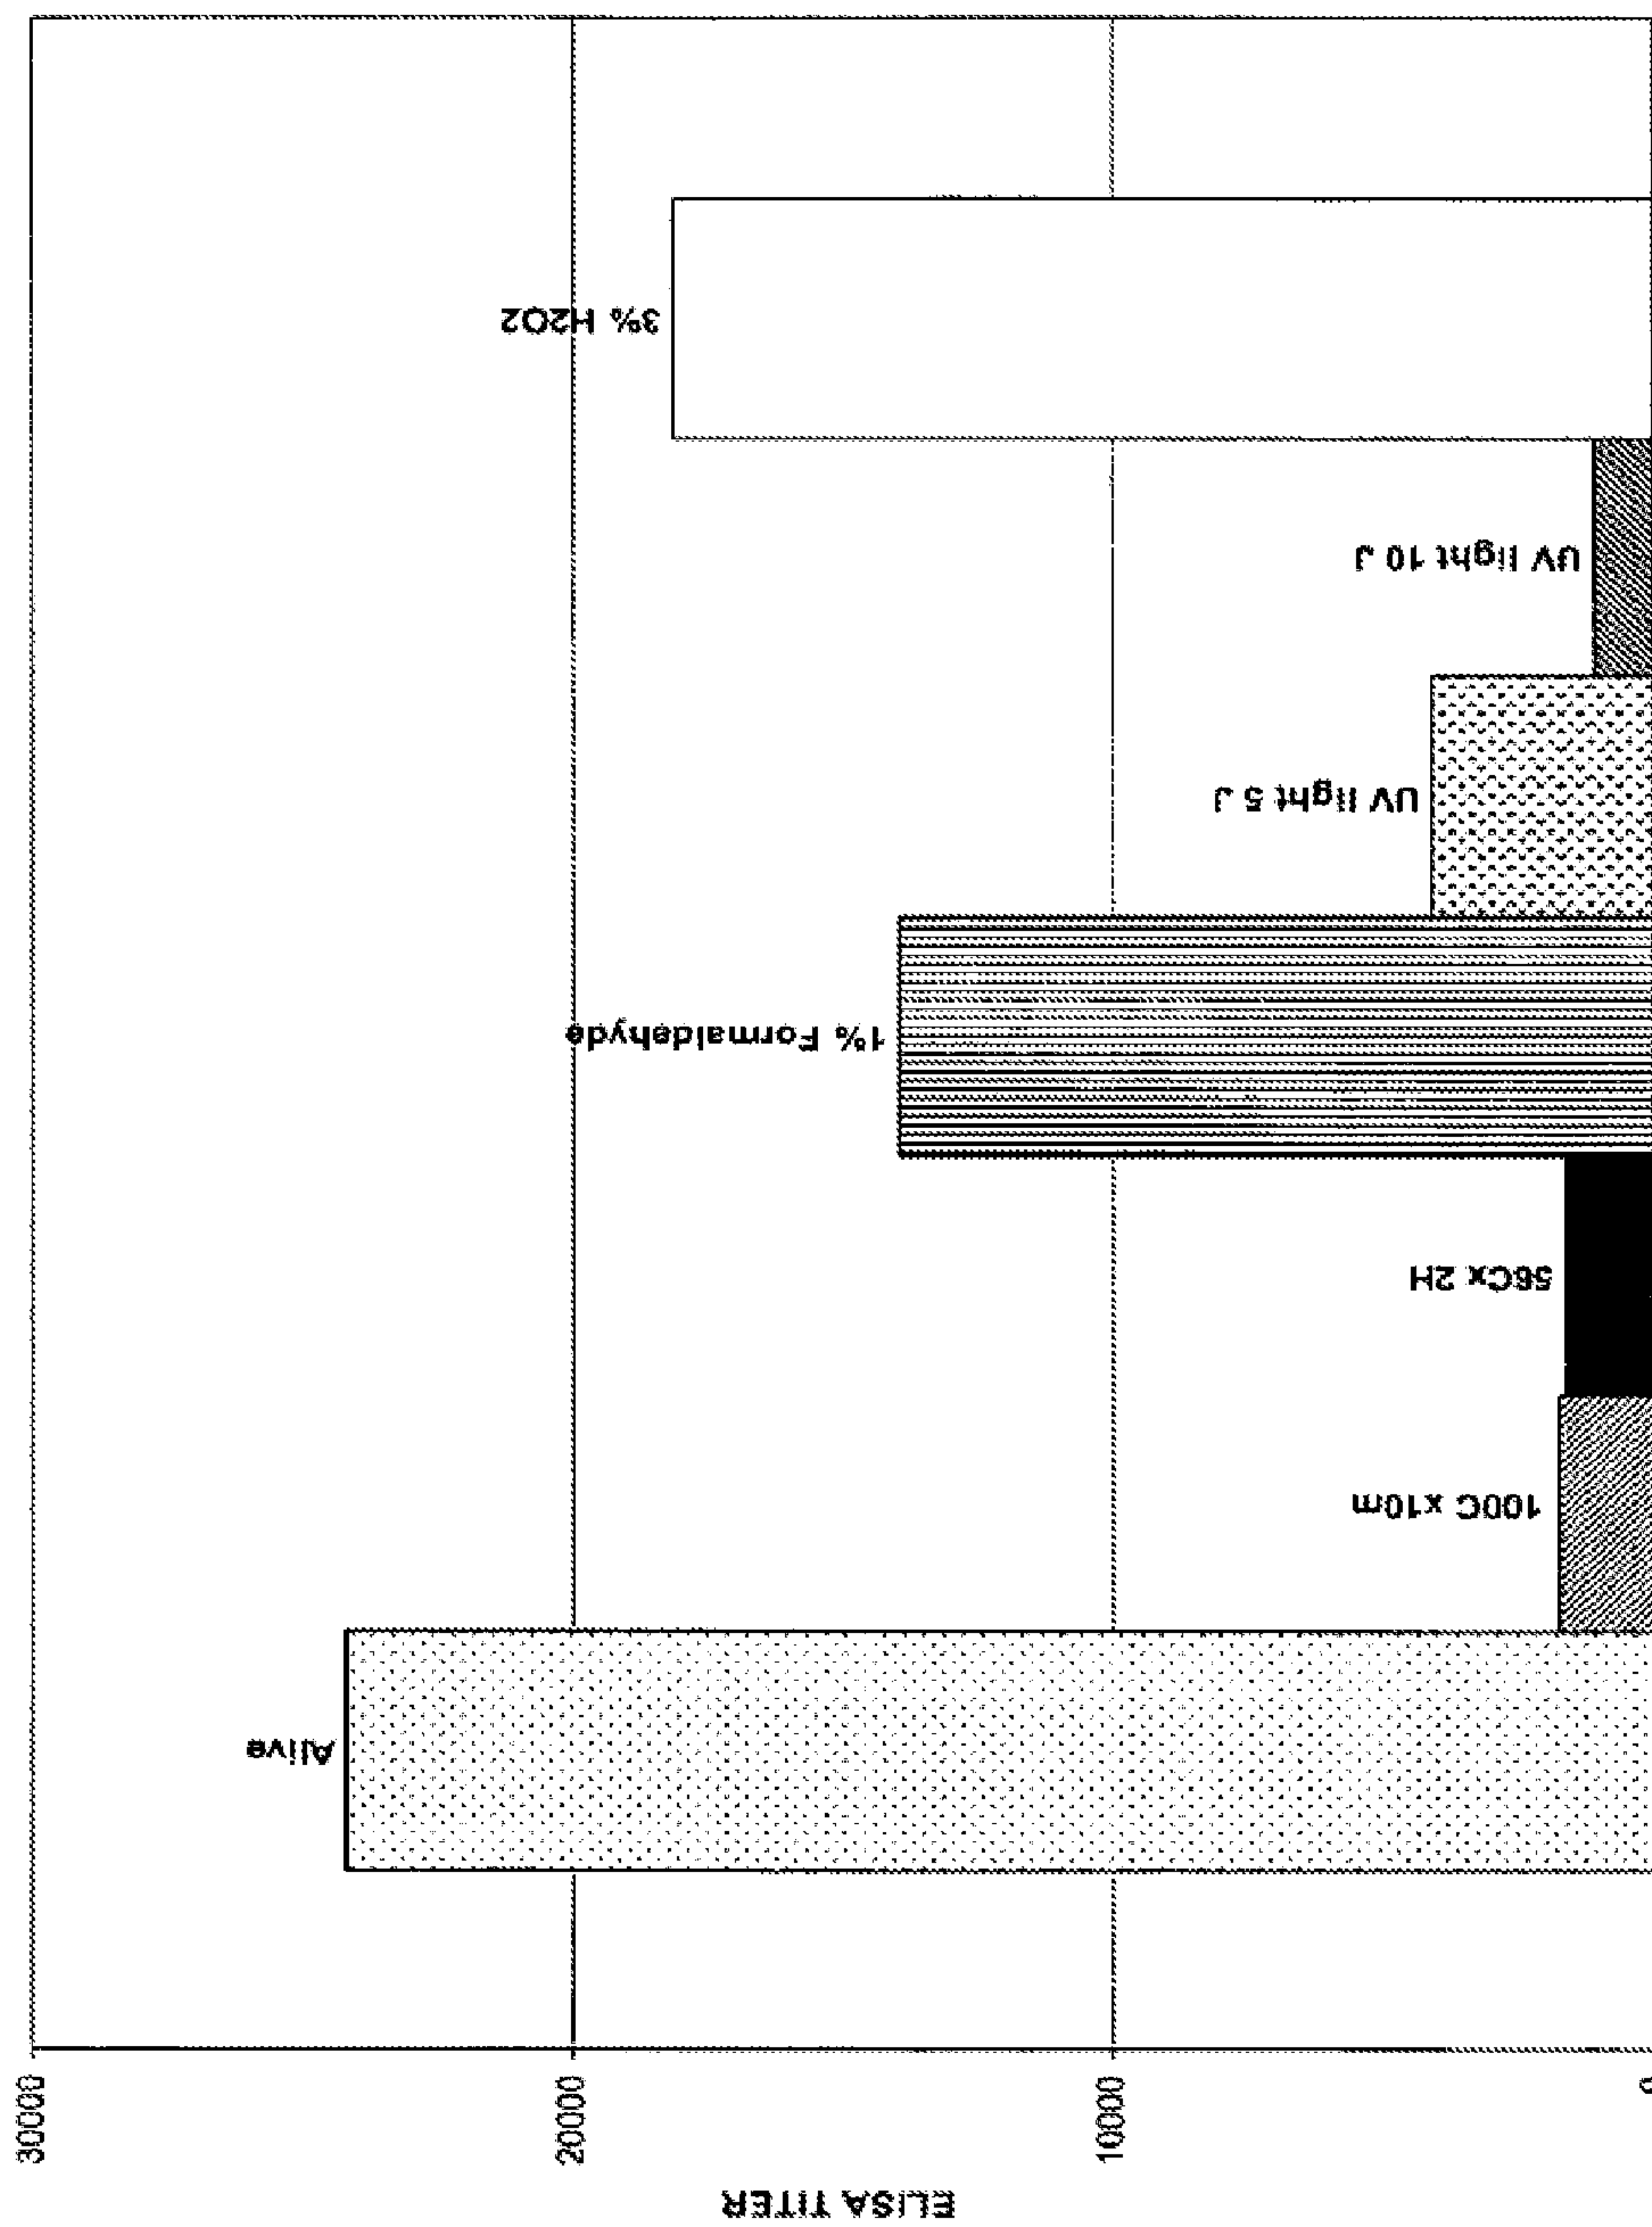 ELISA TITER
30000
20000
10000
0
Alive
100C x10m
56Cx 2H
1% Formaldehyde
UV light 5 J
UV light 10 J
3% H2O2